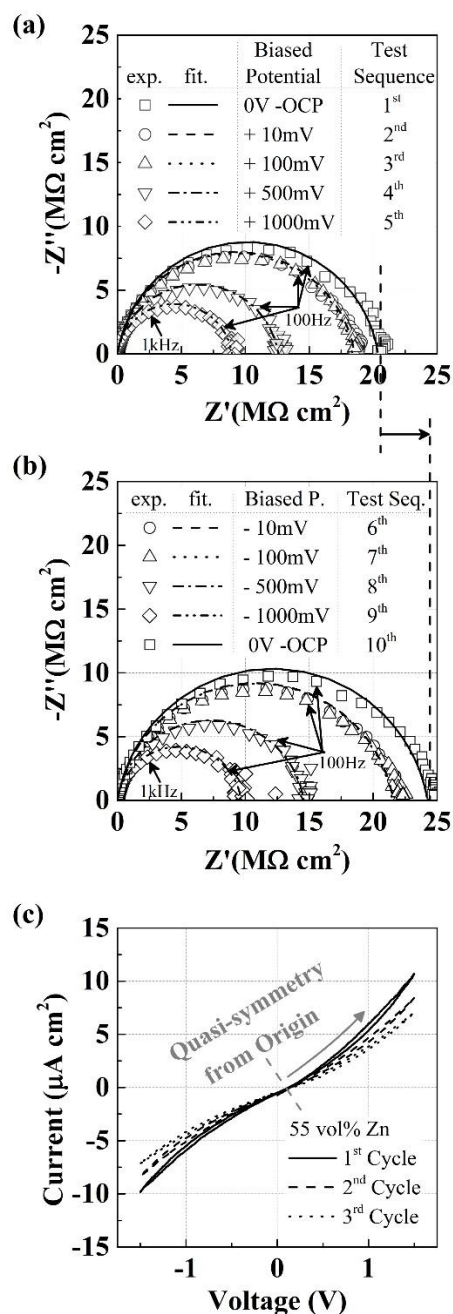 (a)
25
20
15
10
5
0
-Z''(MΩ cm²)
Biased Test
exp. fit. Potential Sequence
0V -OCP 1st
+ 10mV 2nd
+ 100mV 3rd
+ 500mV 4th
+ 1000mV 5th
1kHz
100Hz
0 5 10 15 20 25
Z'(MΩ cm²)
(b)
25
20
15
10
5
0
-Z''(MΩ cm²)
exp. fit. Biased P. Test Seq.
- 10mV 6th
- 100mV 7th
- 500mV 8th
- 1000mV 9th
0V -OCP 10th
1kHz
100Hz
0 5 10 15 20 25
Z'(MΩ cm²)
(c)
15
10
5
0
-5
-10
-15
Current (μA cm²)
Quasi-symmetry
from Origin
55 vol% Zn
1st Cycle
2nd Cycle
3rd Cycle
-1 0 1
Voltage (V)